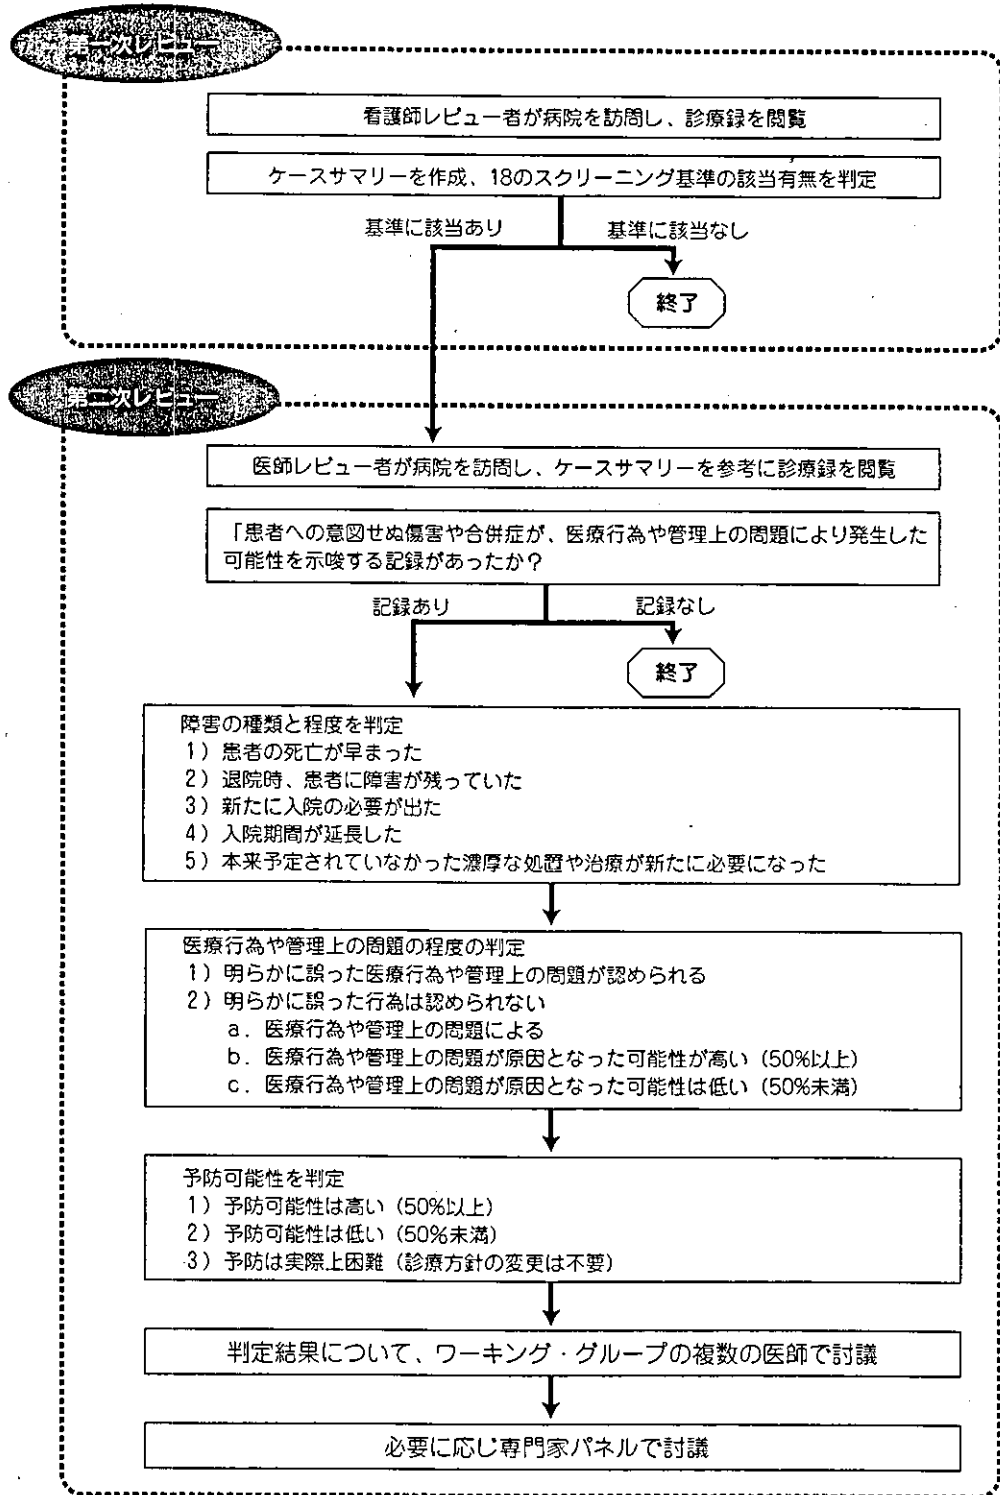 第一次レビュー
看護師レビュー者が病院を訪問し、診療録を閲覧
ケースサマリーを作成、18のスクリーニング基準の該当有無を判定
基準に該当あり
基準に該当なし
終了
第二次レビュー
医師レビュー者が病院を訪問し、ケースサマリーを参考に診療録を閲覧
「患者への意図せぬ傷害や合併症が、医療行為や管理上の問題により発生した
可能性を示唆する記録があったか?
記録あり
記録なし
終了
障害の種類と程度を判定
1)患者の死亡が早まった
2)退院時、患者に障害が残っていた
3)新たに入院の必要が出た
4)入院期間が延長した
5)本来予定されていなかった濃厚な処置や治療が新たに必要になった
医療行為や管理上の問題の程度の判定
1)明らかに誤った医療行為や管理上の問題が認められる
2)明らかに誤った行為は認められない
a.医療行為や管理上の問題による
b.医療行為や管理上の問題が原因となった可能性が高い(50%以上)
c.医療行為や管理上の問題が原因となった可能性は低い(50%未満)
予防可能性を判定
1)予防可能性は高い(50%以上)
2)予防可能性は低い(50%未満)
3)予防は実際上困難(診療方針の変更は不要)
判定結果について、ワーキング・グループの複数の医師で討議
必要に応じ専門家パネルで討議